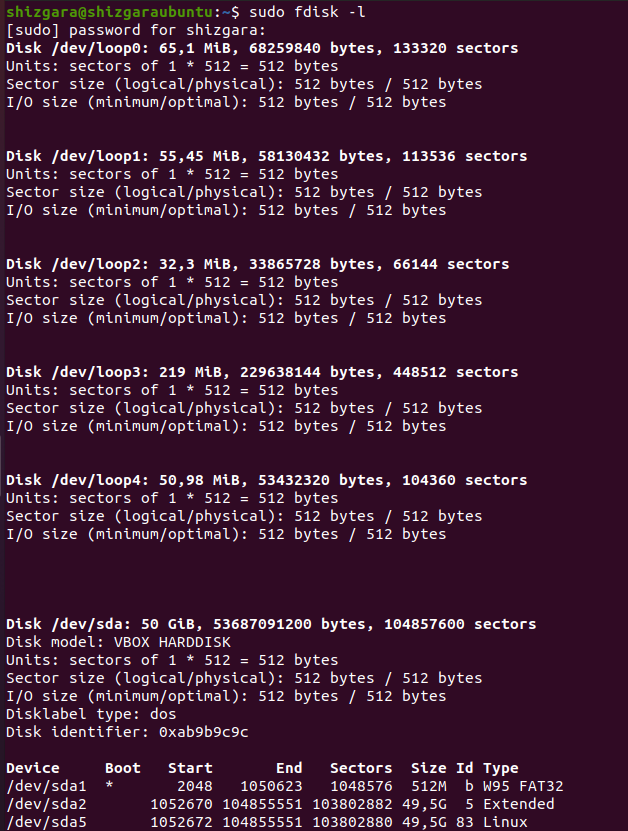 shizgara@shizgaraubuntu:~$ sudo fdisk -l
[sudo] password for shizgara:
Disk /dev/loop0: 65,1 MiB, 68259840 bytes, 133320 sectors
Units: sectors of 1 * 512 = 512 bytes
Sector size (logical/physical): 512 bytes / 512 bytes
I/O size (minimum/optimal): 512 bytes / 512 bytes
Disk /dev/loop1: 55,45 MiB, 58130432 bytes, 113536 sectors
Units: sectors of 1 * 512 = 512 bytes
Sector size (logical/physical): 512 bytes / 512 bytes
I/O size (minimum/optimal): 512 bytes / 512 bytes
Disk /dev/loop2: 32,3 MiB, 33865728 bytes, 66144 sectors
Units: sectors of 1 * 512 = 512 bytes
Sector size (logical/physical): 512 bytes / 512 bytes
I/O size (minimum/optimal): 512 bytes / 512 bytes
Disk /dev/loop3: 219 MiB, 229638144 bytes, 448512 sectors
Units: sectors of 1 * 512 = 512 bytes
Sector size (logical/physical): 512 bytes / 512 bytes
I/O size (minimum/optimal): 512 bytes / 512 bytes
Disk /dev/loop4: 50,98 MiB, 53432320 bytes, 104360 sectors
Units: sectors of 1 * 512 = 512 bytes
Sector size (logical/physical): 512 bytes / 512 bytes
I/O size (minimum/optimal): 512 bytes / 512 bytes
Disk /dev/sda: 50 GiB, 53687091200 bytes, 104857600 sectors
Disk model: VBOX HARDDISK
Units: sectors of 1 * 512 = 512 bytes
Sector size (logical/physical): 512 bytes / 512 bytes
I/O size (minimum/optimal): 512 bytes / 512 bytes
Disklabel type: dos
Disk identifier: 0xab9b9c9c
Device     Boot   Start       End   Sectors  Size Id Type
/dev/sda1  *       2048   1050623   1048576  512M  b W95 FAT32
/dev/sda2       1052670 104855551 103802882 49,5G  5 Extended
/dev/sda5       1052672 104855551 103802880 49,5G 83 Linux